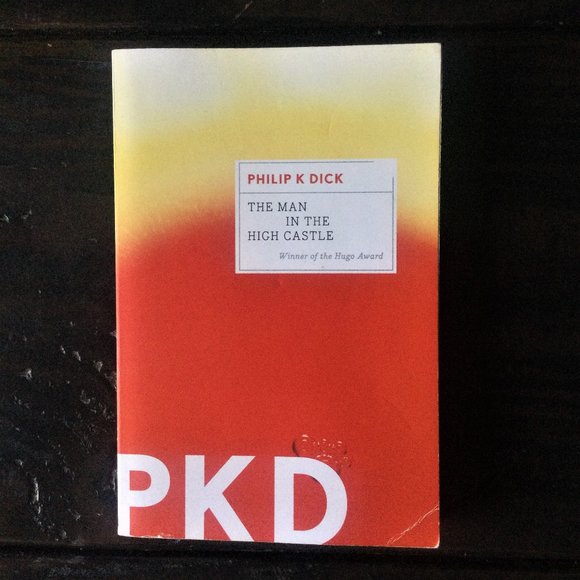 PHILIP K DICK
THE MAN
IN THE
HIGH CASTLE
Winner of the Hugo Award
PKD